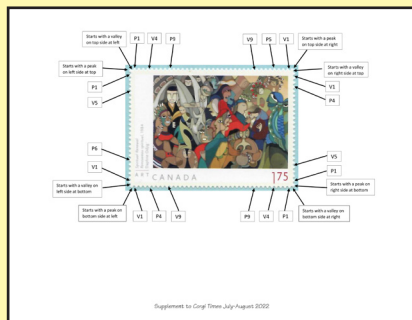 Starts with a valley
on top side at left
P1
V4
P9
V9
P5
V1
Starts with a peak
on top side at right
Starts with a peak
on left side at top
Starts with a valley
on right side at top
P1
V5
V1
P4
P6
V1
V5
P1
Starts with a valley on
left side at bottom
Starts with a peak on
right side at bottom
CANADA
175
Starts with a peak on
bottom side at left
V1
P4
V9
P9
V4
P1
Starts with a valley on
bottom side at right
Supplement to Corgi Times July-August 2022